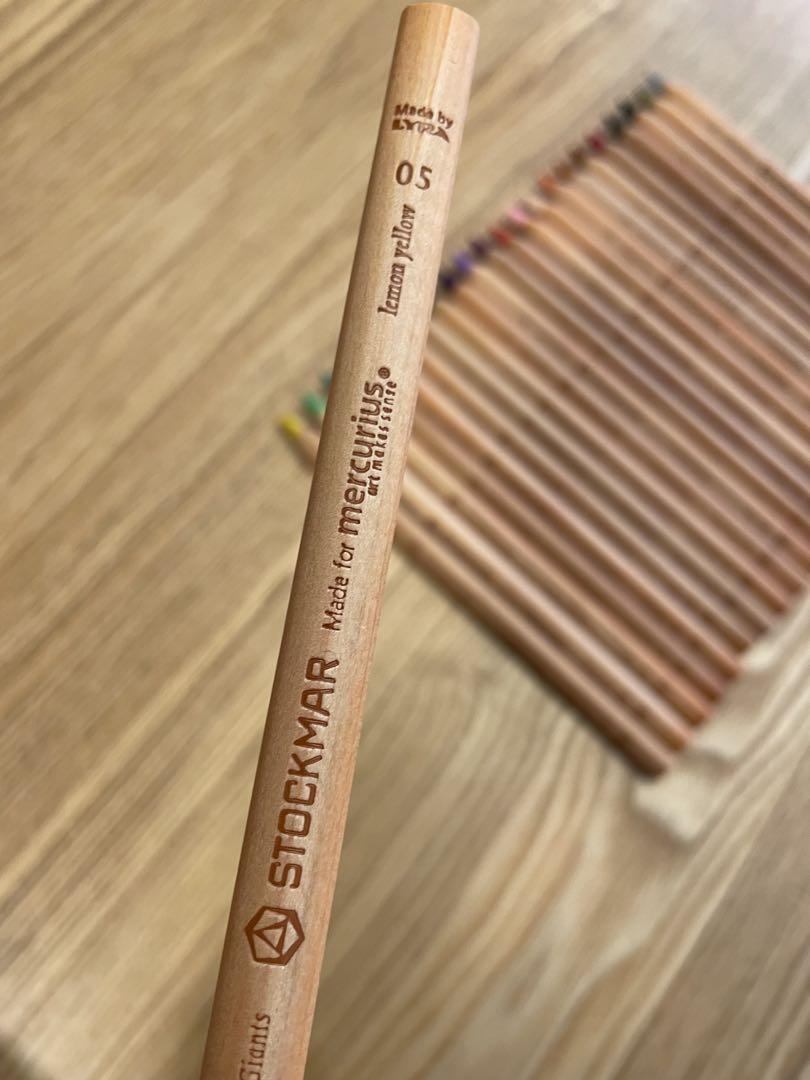 Made by
LYRA
05
lemon yellow
mercurius®
art makes sense
Made for
STOCKMAR
Giants